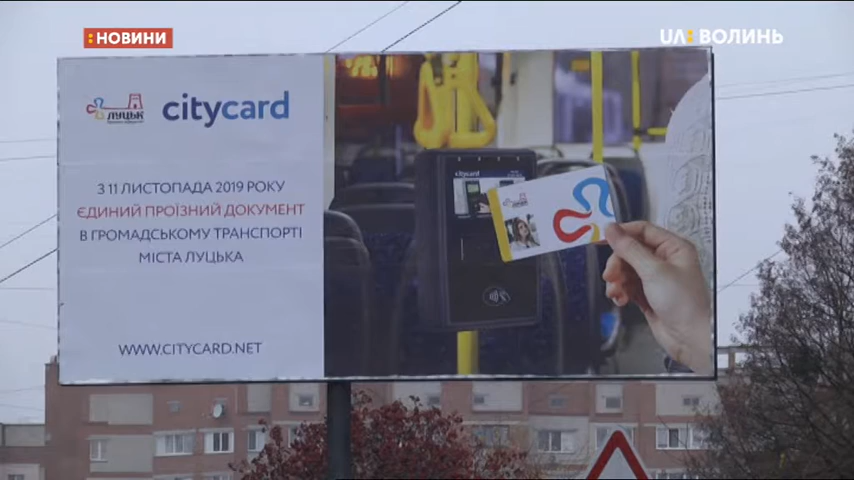 :НОВИНИ
UA:ВОЛИНЬ
ЛУЦЬК
citycard
З 11 ЛИСТОПАДА 2019 РОКУ
ЄДИНИЙ ПРОЇЗНИЙ ДОКУМЕНТ
В ГРОМАДСЬКОМУ ТРАНСПОРТІ
МІСТА ЛУЦЬКА
WWW.CITYCARD.NET
citycard